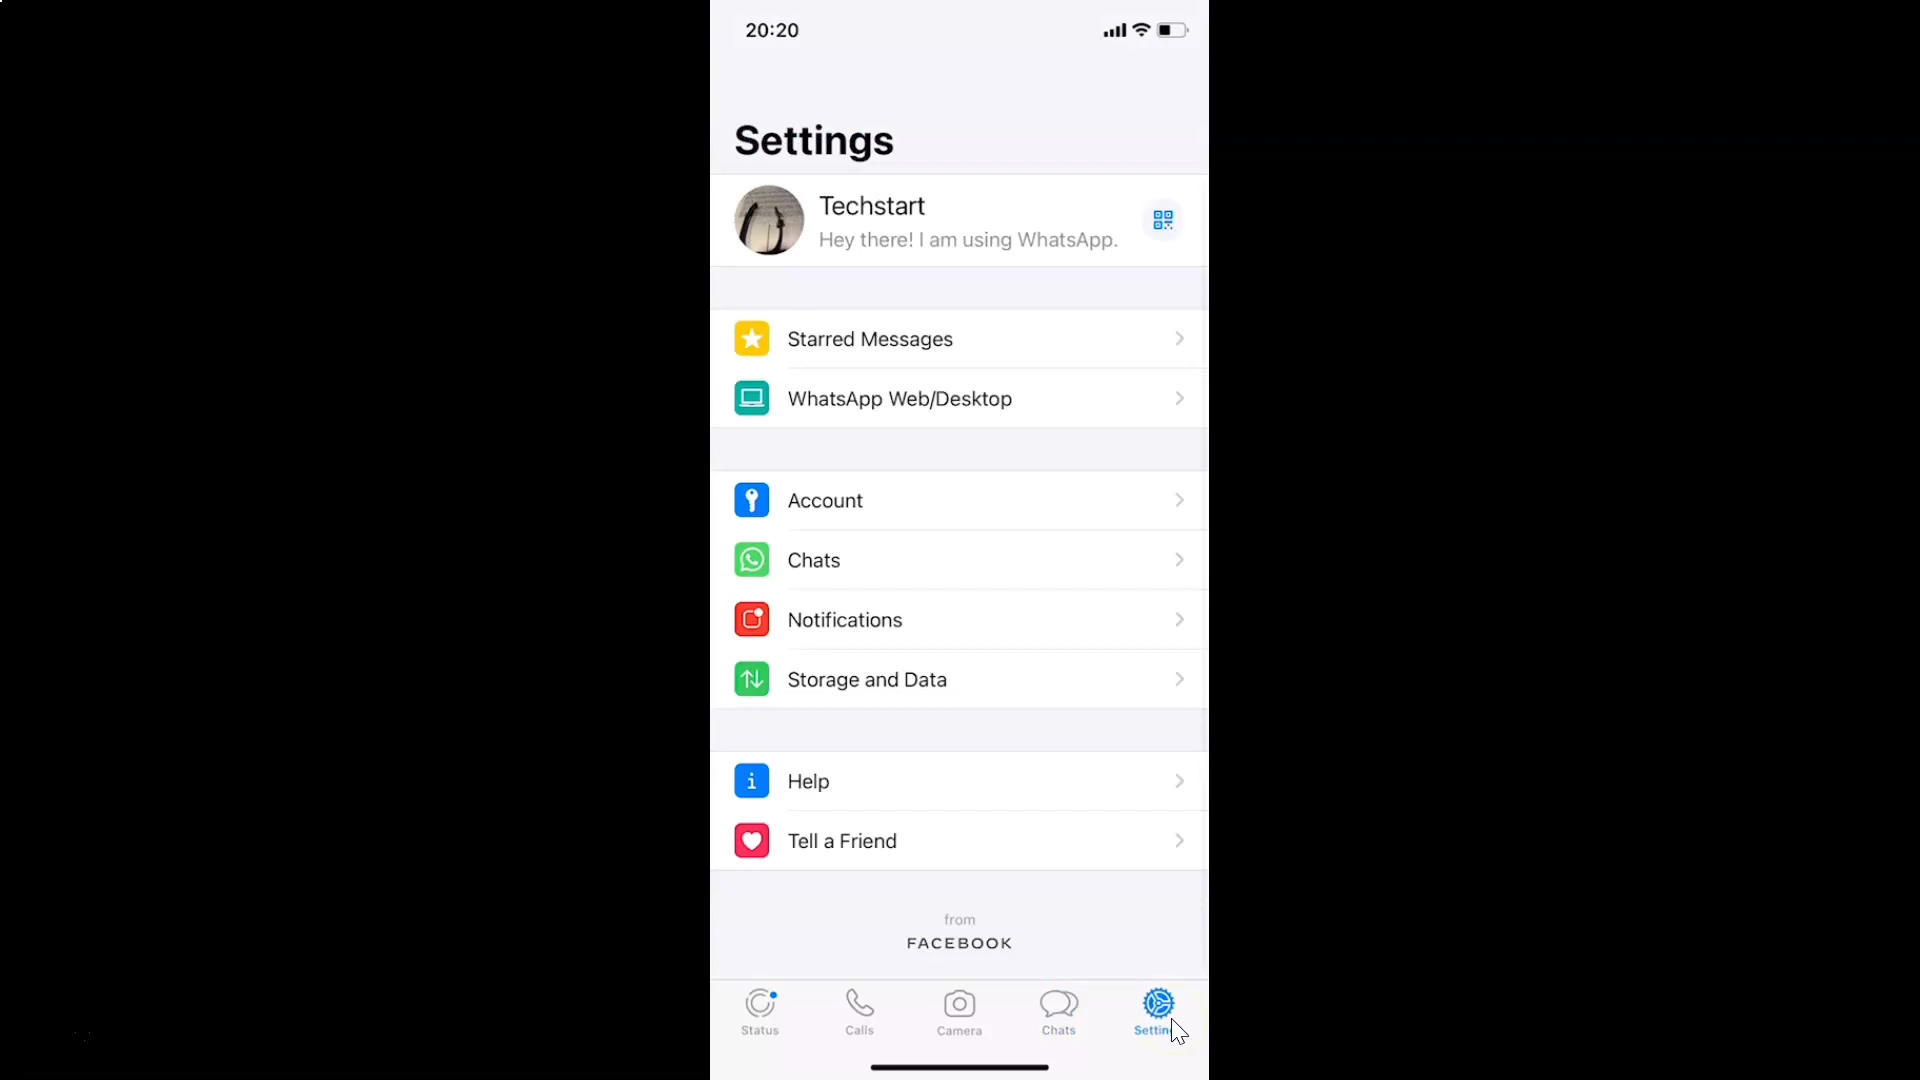 20:20
Settings
Techstart
Hey there! I am using WhatsApp.
Starred Messages
WhatsApp Web/Desktop
Account
Chats
Notifications
Storage and Data
i
Help
Tell a Friend
from
FACEBOOK
Status
Calls
Camera
Chats
Settin